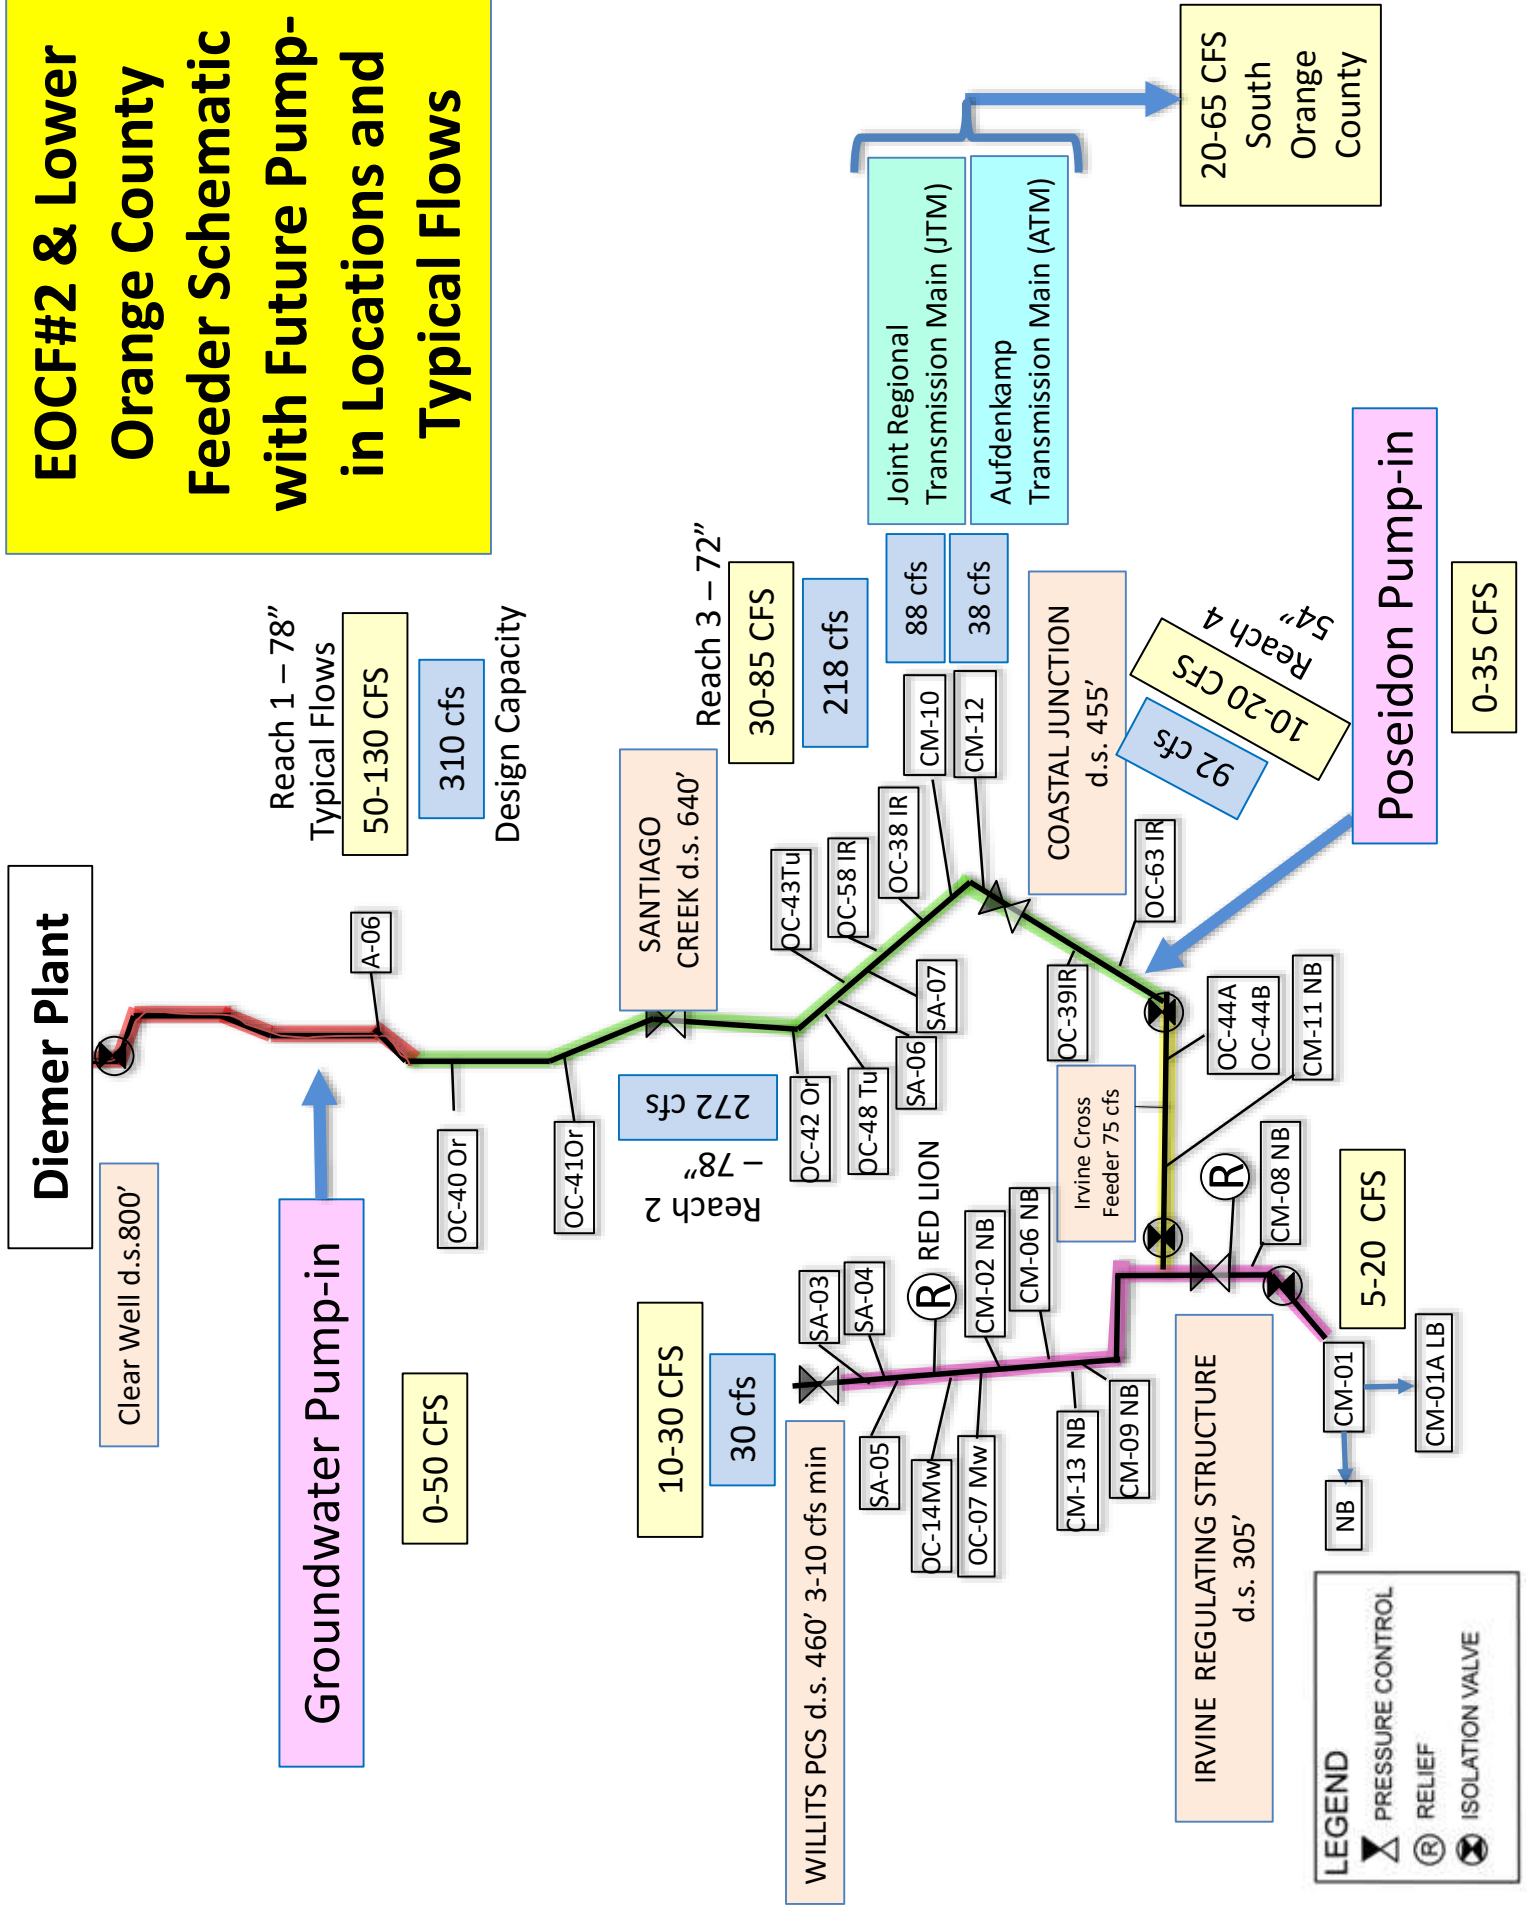 EOCF#2 & Lower
Orange County
Feeder Schematic
with Future Pump-
in Locations and
Typical Flows
Diemer Plant
Clear Well d.s.800’
Groundwater Pump-in
0-50 CFS
A-06
Reach 1 – 78”
Typical Flows
50-130 CFS
310 cfs
Design Capacity
OC-40 Or
OC-41Or
SANTIAGO
CREEK d.s. 640’
272 cfs
Reach 2
– 78”
Reach 3 – 72”
30-85 CFS
218 cfs
OC-42 Or
OC-48 Tu
SA-06
SA-07
OC-43Tu
OC-58 IR
OC-38 IR
CM-10
CM-12
88 cfs
38 cfs
Joint Regional
Transmission Main (JTM)
Aufdenkamp
Transmission Main (ATM)
20-65 CFS
South
Orange
County
COASTAL JUNCTION
d.s. 455’
Reach 4
54”
10-20 CFS
92 cfs
Poseidon Pump-in
0-35 CFS
OC-39IR
OC-63 IR
OC-44A
OC-44B
CM-11 NB
Irvine Cross
Feeder 75 cfs
10-30 CFS
30 cfs
WILLITS PCS d.s. 460’ 3-10 cfs min
SA-03
SA-04
SA-05
R
RED LION
OC-14Mw
OC-07 Mw
CM-02 NB
CM-06 NB
CM-13 NB
CM-09 NB
R
CM-08 NB
IRVINE REGULATING STRUCTURE
d.s. 305’
5-20 CFS
CM-01
CM-01A LB
NB
LEGEND
PRESSURE CONTROL
R RELIEF
ISOLATION VALVE